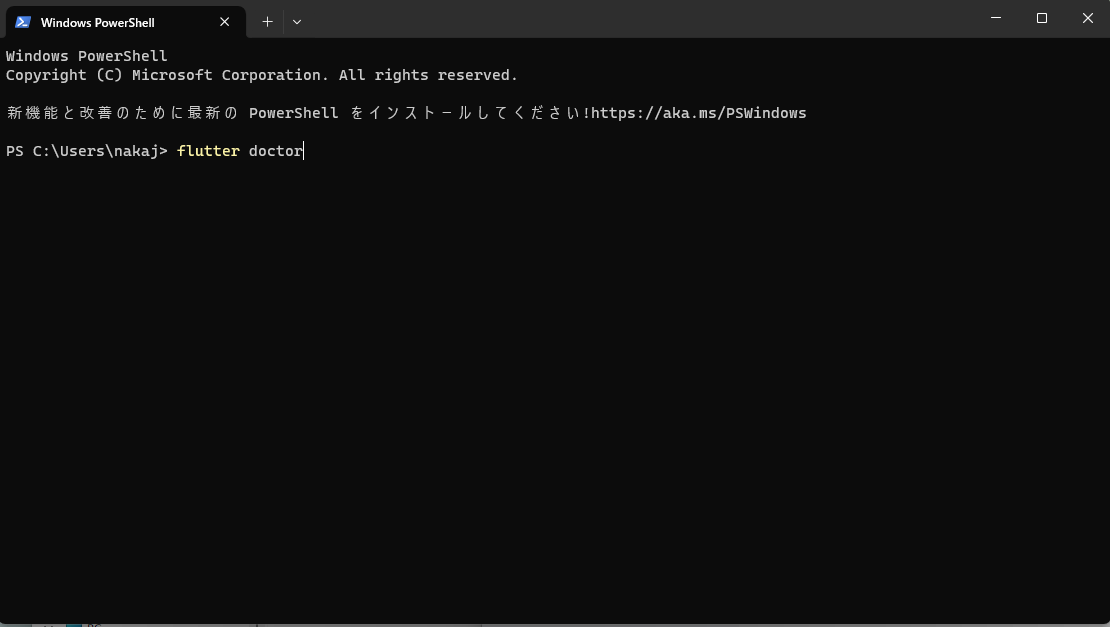 Windows PowerShell
Windows PowerShell
Copyright (C) Microsoft Corporation. All rights reserved.
新機能と改善のために最新の PowerShell をインストールしてください!https://aka.ms/PSWindows
PS C:\Users\nakaj> flutter doctor